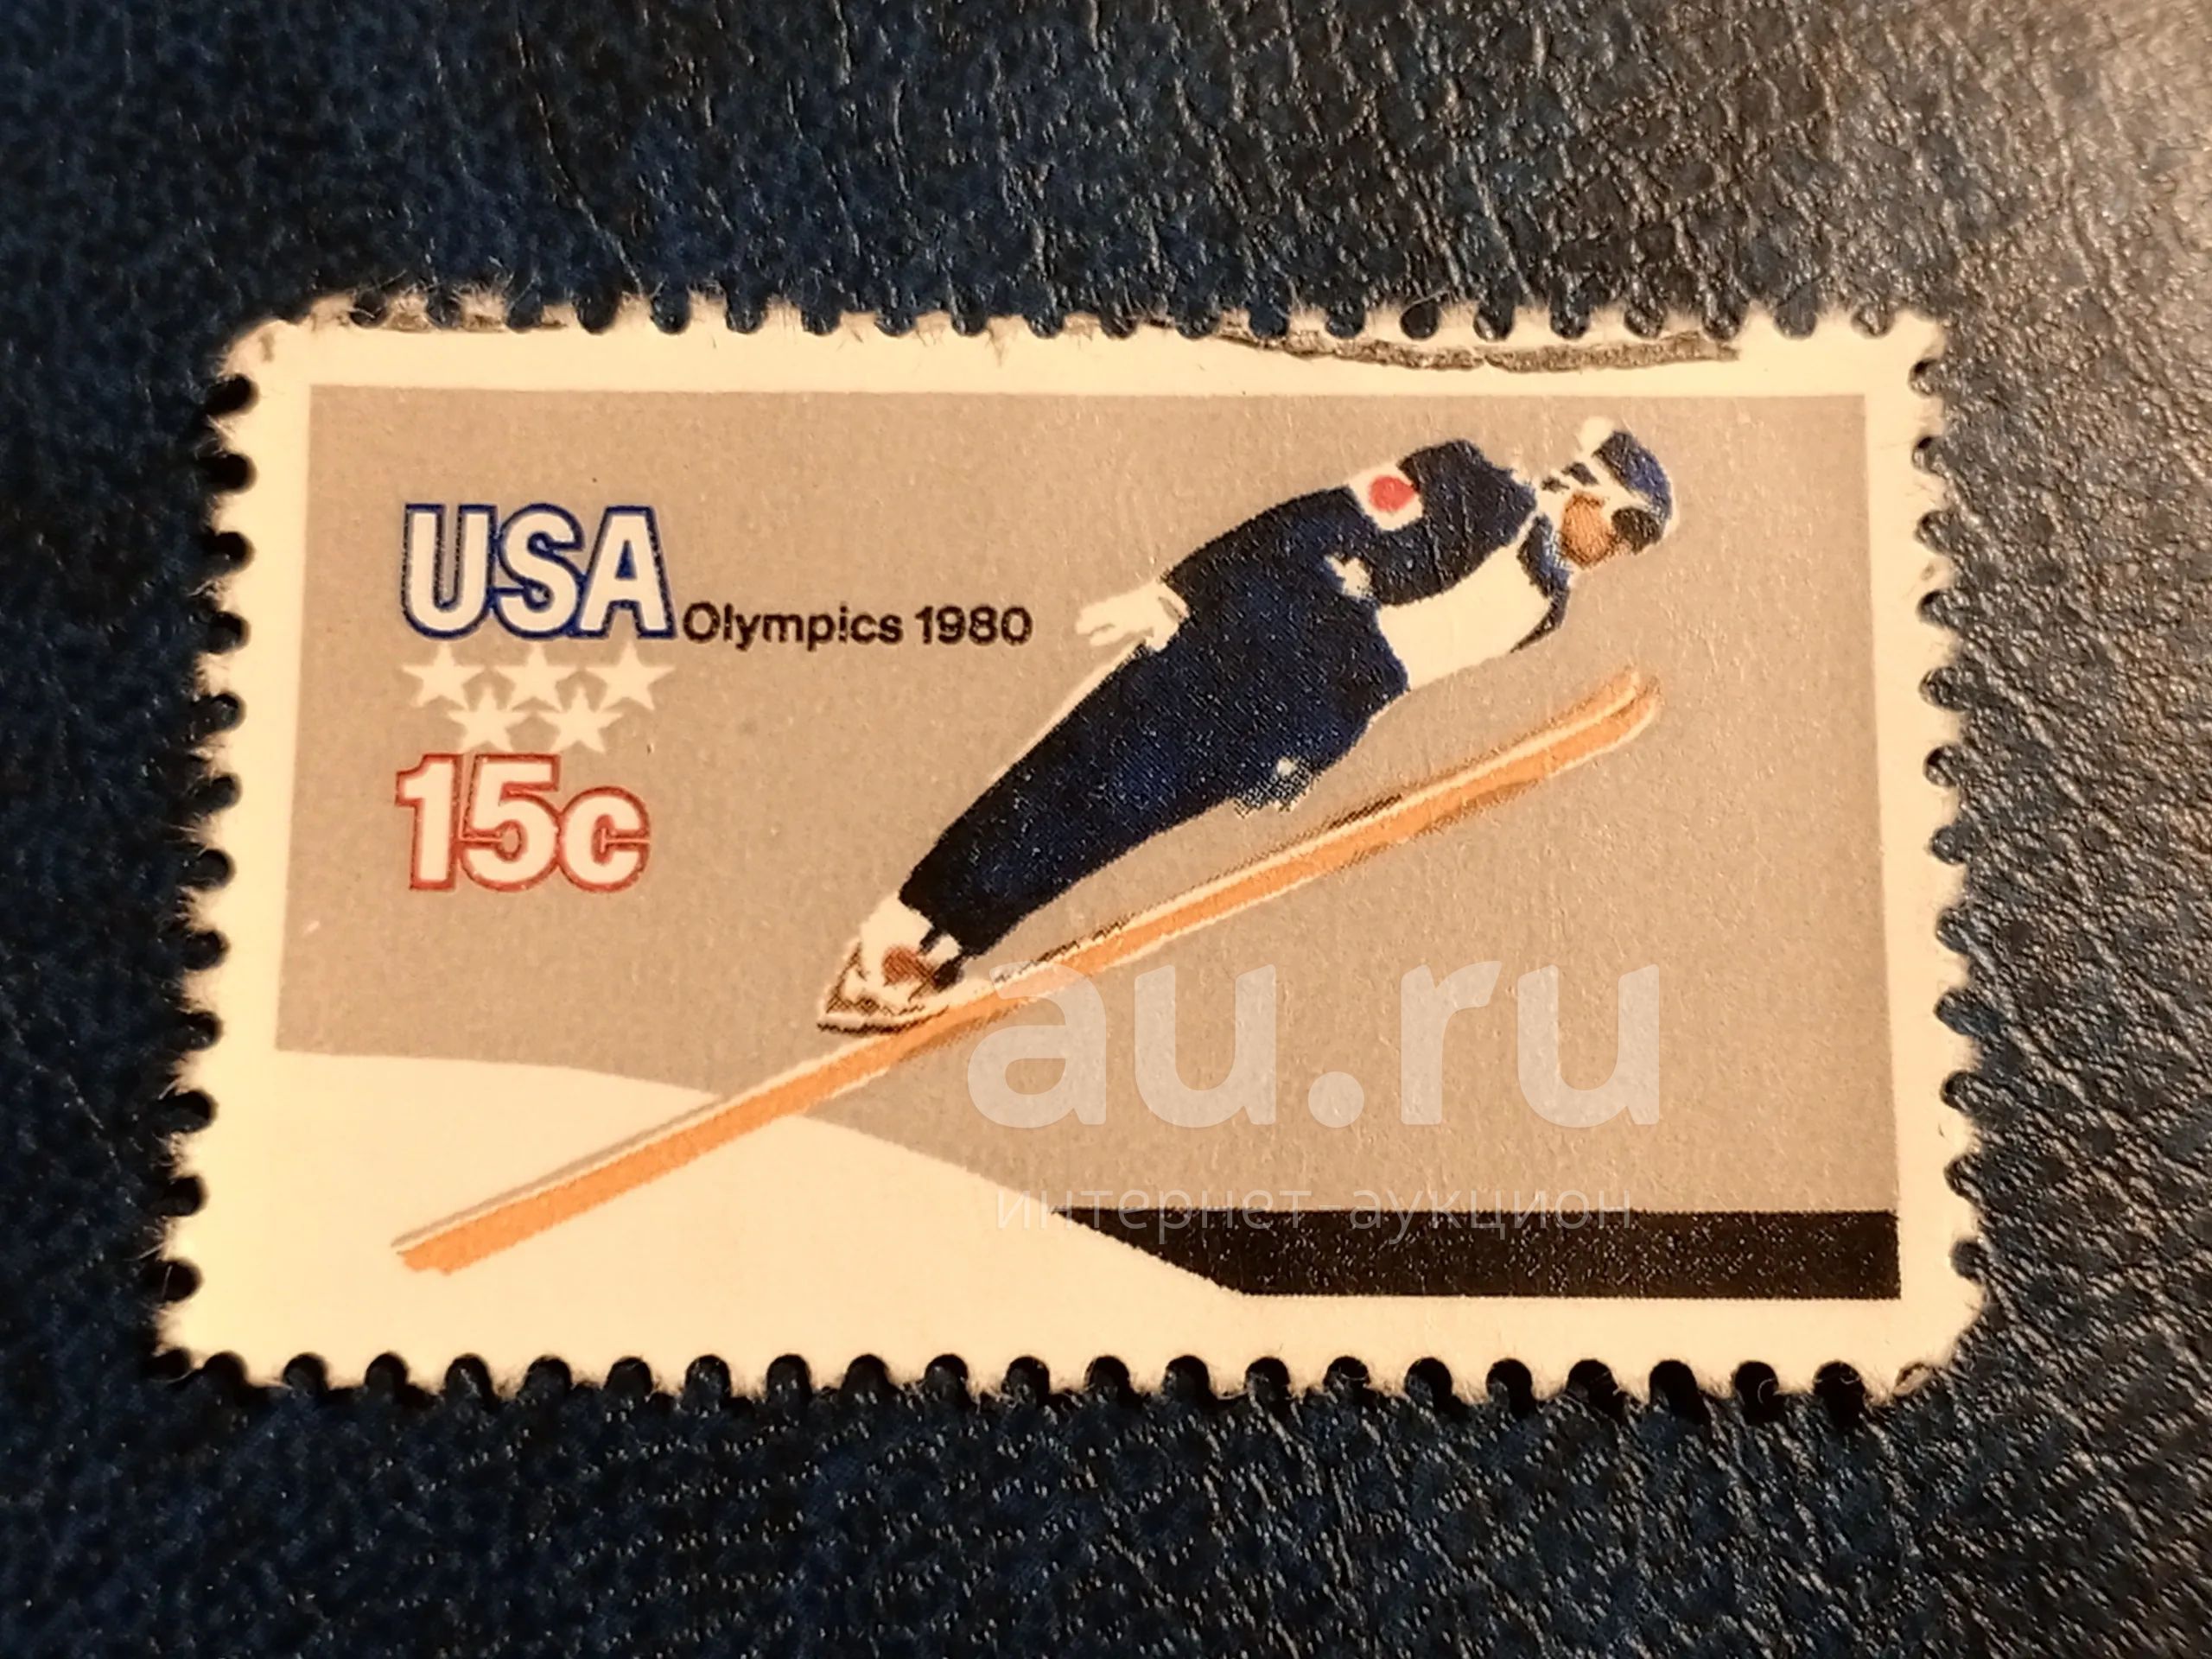 USA Olympics 1980
15c
au.ru
интернет аукцион